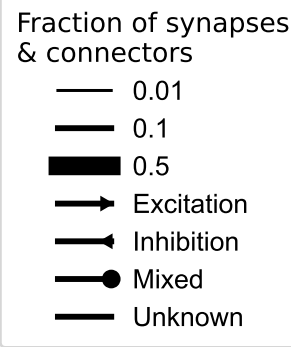 Fraction of synapses
& connectors
0.01
0.1
0.5
Excitation
Inhibition
Mixed
Unknown